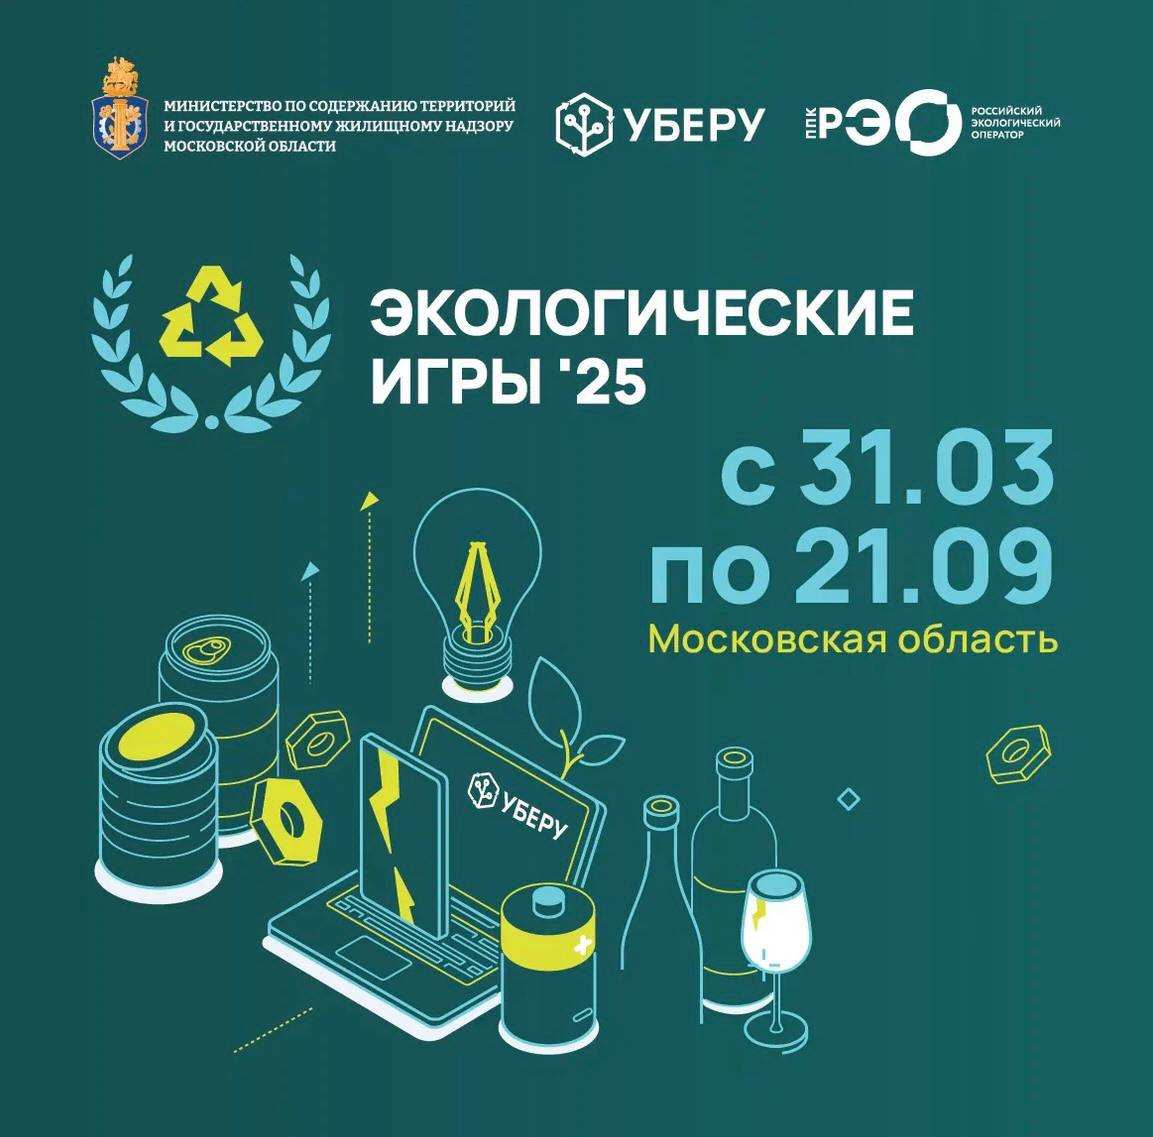 МИНИСТЕРСТВО ПО СОДЕРЖАНИЮ ТЕРРИТОРИЙ
И ГОСУДАРСТВЕННОМУ ЖИЛИЩНОМУ НАДЗОРУ
МОСКОВСКОЙ ОБЛАСТИ
УБЕРУ
ППК РЭО
РОССИЙСКИЙ
ЭКОЛОГИЧЕСКИЙ
ОПЕРАТОР
ЭКОЛОГИЧЕСКИЕ
ИГРЫ '25
с 31.03
по 21.09
Московская область
УБЕРУ